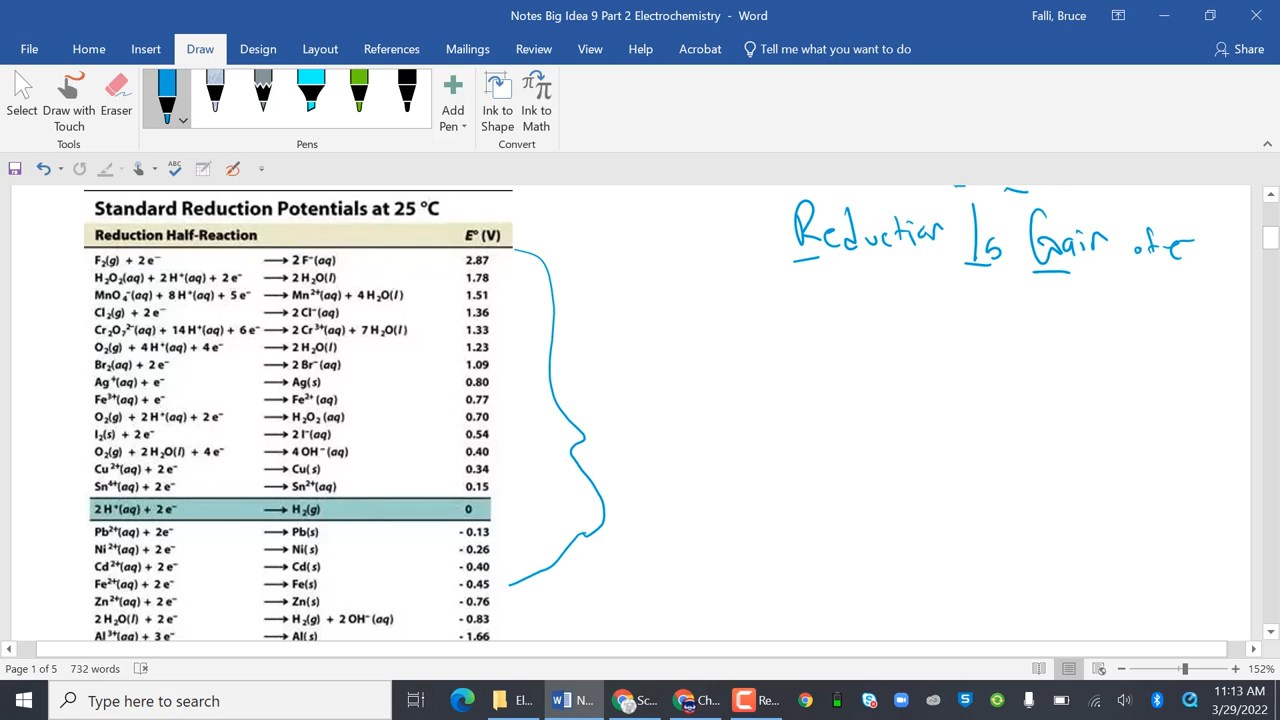 Notes Big Idea 9 Part 2 Electrochemistry - Word
Falli, Bruce
File Home Insert Draw Design Layout References Mailings Review View Help Acrobat Tell me what you want to do
Share
Select Draw with Touch Eraser Add Pen Ink to Shape Ink to Math
Tools Pens Convert
ABC
Standard Reduction Potentials at 25 °C
Reduction Half-Reaction E° (V)
F₂(g) + 2 e⁻ ⟶ 2 F⁻(aq) 2.87
H₂O₂(aq) + 2 H⁺(aq) + 2 e⁻ ⟶ 2 H₂O(l) 1.78
MnO₄⁻(aq) + 8 H⁺(aq) + 5 e⁻ ⟶ Mn²⁺(aq) + 4 H₂O(l) 1.51
Cl₂(g) + 2 e⁻ ⟶ 2 Cl⁻(aq) 1.36
Cr₂O₇²⁻(aq) + 14 H⁺(aq) + 6 e⁻ ⟶ 2 Cr³⁺(aq) + 7 H₂O(l) 1.33
O₂(g) + 4 H⁺(aq) + 4 e⁻ ⟶ 2 H₂O(l) 1.23
Br₂(aq) + 2 e⁻ ⟶ 2 Br⁻(aq) 1.09
Ag⁺(aq) + e⁻ ⟶ Ag(s) 0.80
Fe³⁺(aq) + e⁻ ⟶ Fe²⁺(aq) 0.77
O₂(g) + 2 H⁺(aq) + 2 e⁻ ⟶ H₂O₂(aq) 0.70
I₂(s) + 2 e⁻ ⟶ 2 I⁻(aq) 0.54
O₂(g) + 2 H₂O(l) + 4 e⁻ ⟶ 4 OH⁻(aq) 0.40
Cu²⁺(aq) + 2 e⁻ ⟶ Cu(s) 0.34
Sn⁴⁺(aq) + 2 e⁻ ⟶ Sn²⁺(aq) 0.15
2 H⁺(aq) + 2 e⁻ ⟶ H₂(g) 0
Pb²⁺(aq) + 2e⁻ ⟶ Pb(s) - 0.13
Ni²⁺(aq) + 2 e⁻ ⟶ Ni(s) - 0.26
Cd²⁺(aq) + 2 e⁻ ⟶ Cd(s) - 0.40
Fe²⁺(aq) + 2 e⁻ ⟶ Fe(s) - 0.45
Zn²⁺(aq) + 2 e⁻ ⟶ Zn(s) - 0.76
2 H₂O(l) + 2 e⁻ ⟶ H₂(g) + 2 OH⁻(aq) - 0.83
Al³⁺(aq) + 3 e⁻ ⟶ Al(s) - 1.66
Reduction Is Gain of e⁻
Page 1 of 5 732 words
152%
Type here to search
El...
N...
Sc...
Ch...
Re...
11:13 AM
3/29/2022